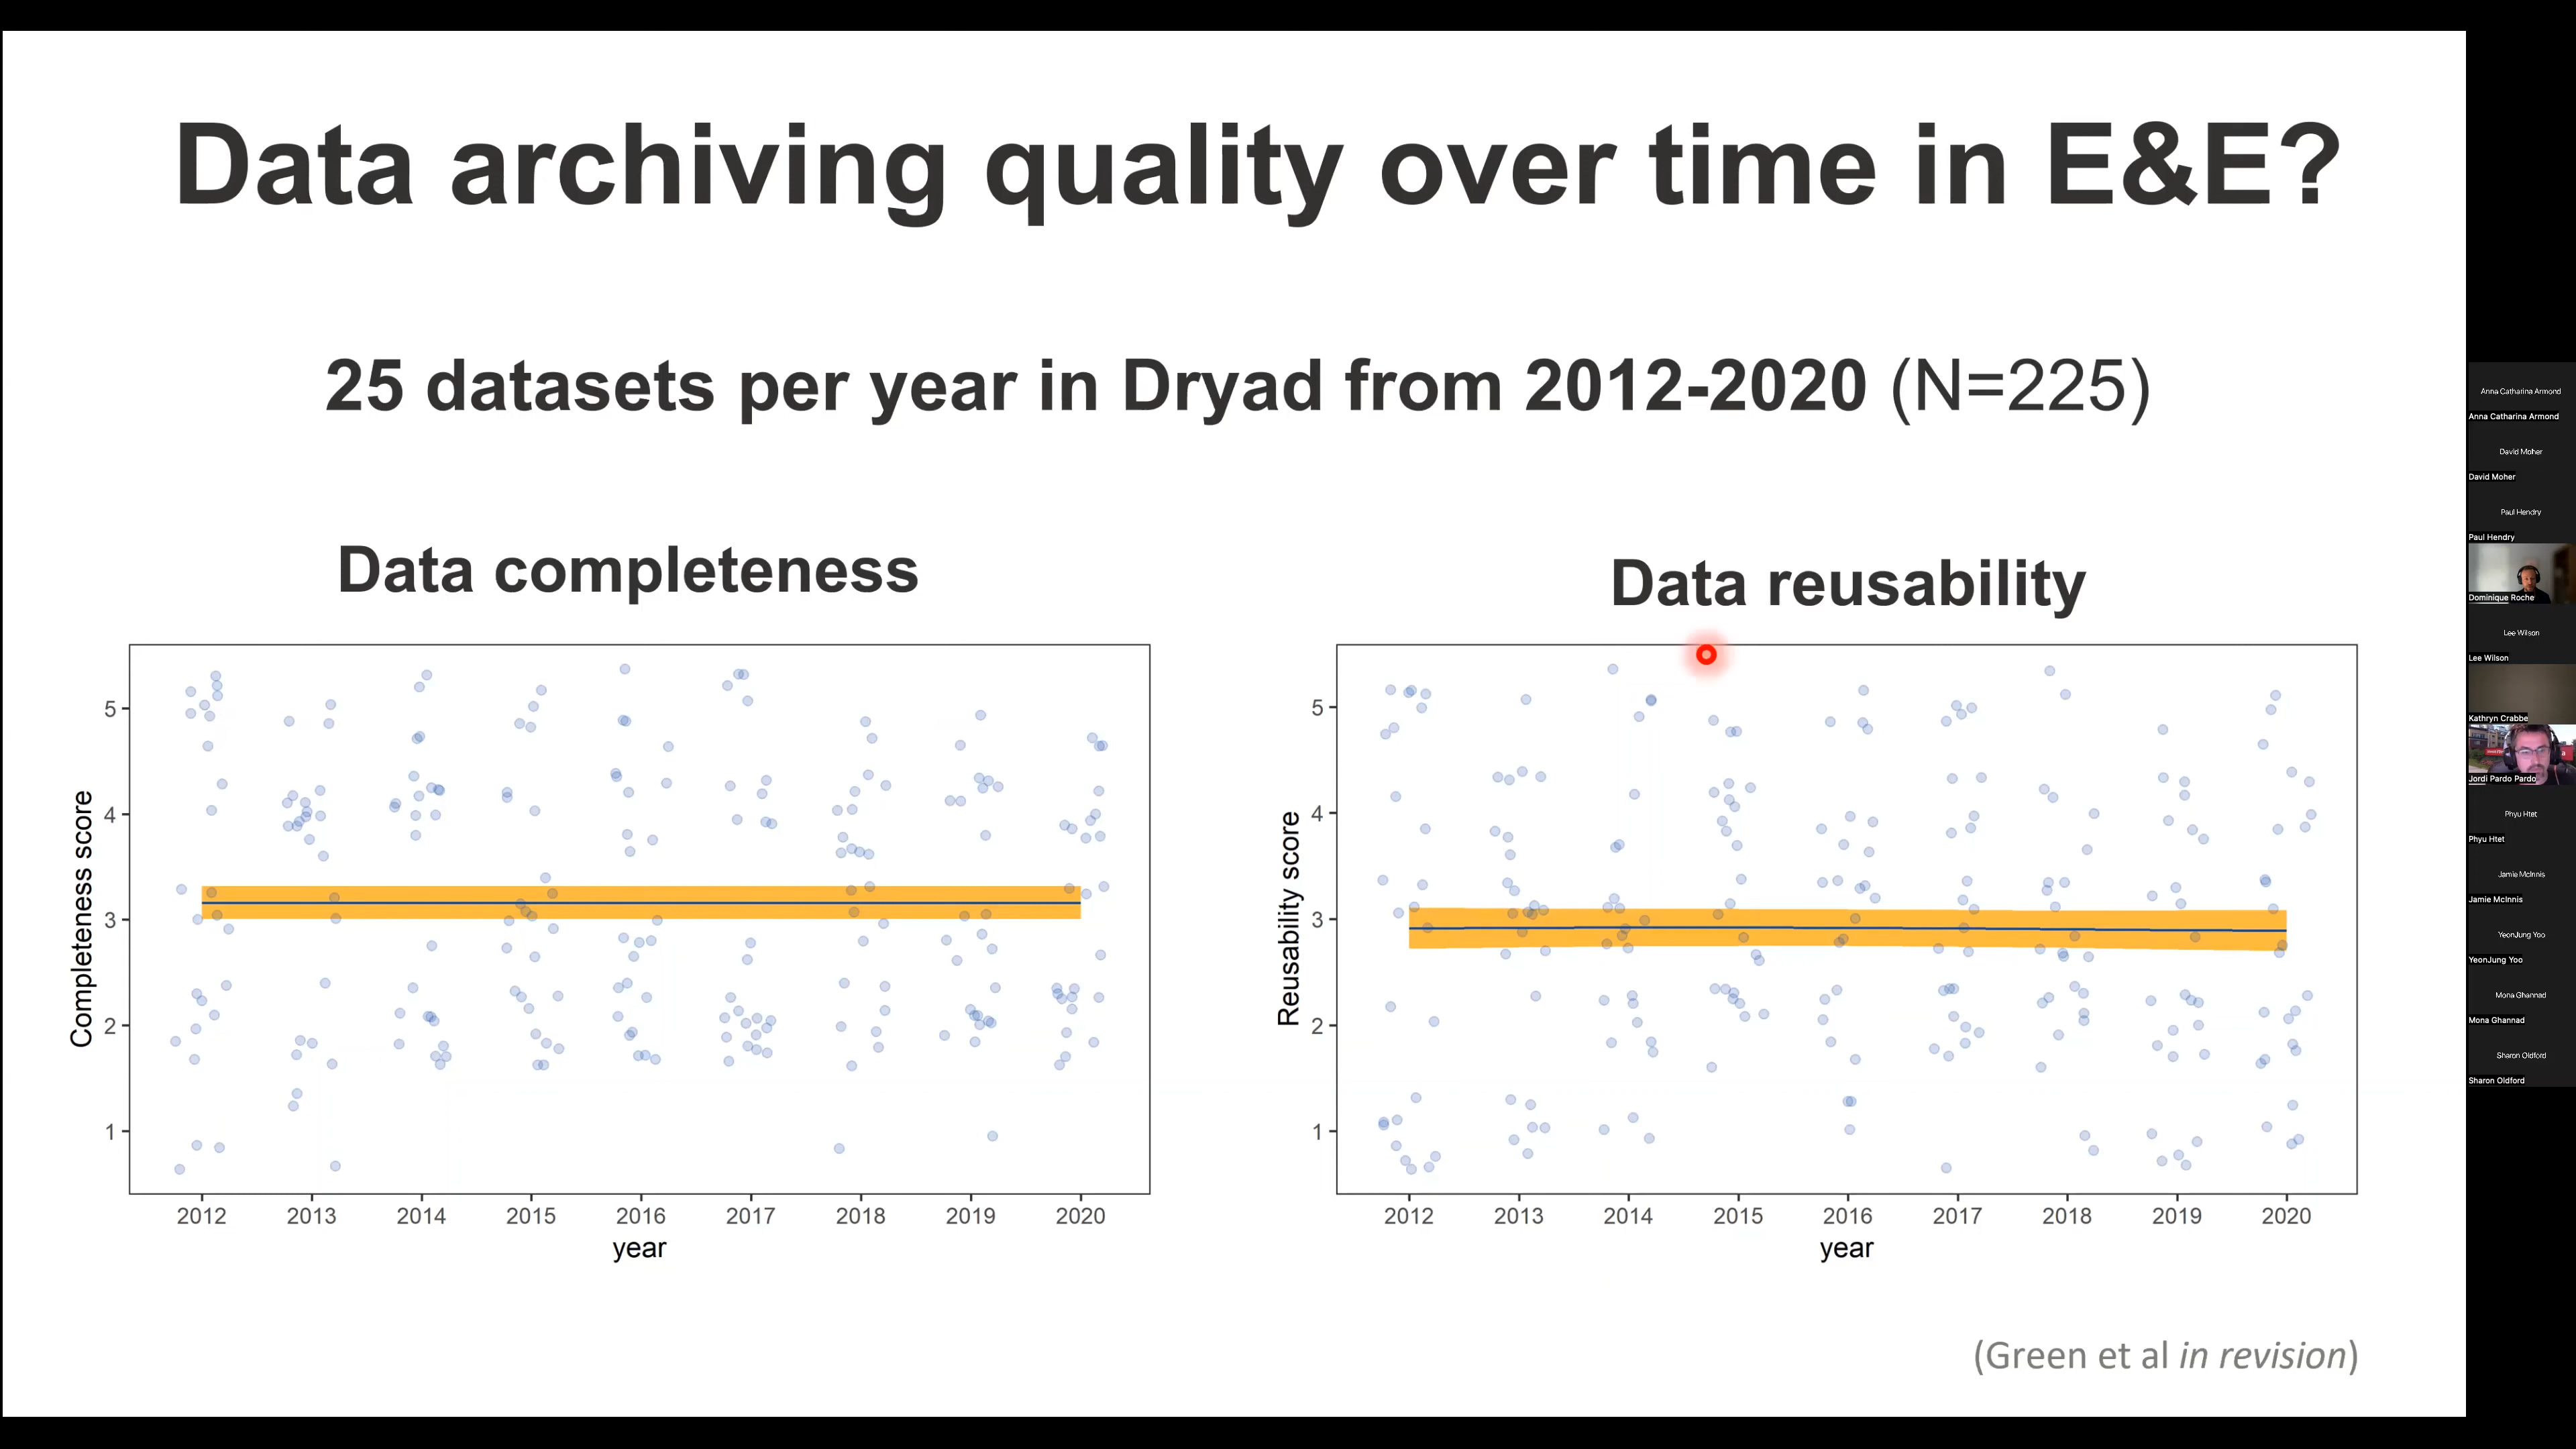 Data archiving quality over time in E&E?
25 datasets per year in Dryad from 2012-2020 (N=225)
Data completeness
Completeness score
5
4
3
2
1
2012 2013 2014 2015 2016 2017 2018 2019 2020
year
Data reusability
Reusability score
5
4
3
2
1
2012 2013 2014 2015 2016 2017 2018 2019 2020
year
(Green et al in revision)
Anna Catharina Armond
Anna Catharina Armond
David Moher
David Moher
Paul Hendry
Paul Hendry
Dominique Roche
Lee Wilson
Lee Wilson
Kathryn Crabbe
Jordi Pardo Pardo
Phyu Htet
Phyu Htet
Jamie McInnis
Jamie McInnis
YeonJung Yoo
YeonJung Yoo
Mona Ghannad
Mona Ghannad
Sharon Oldford
Sharon Oldford